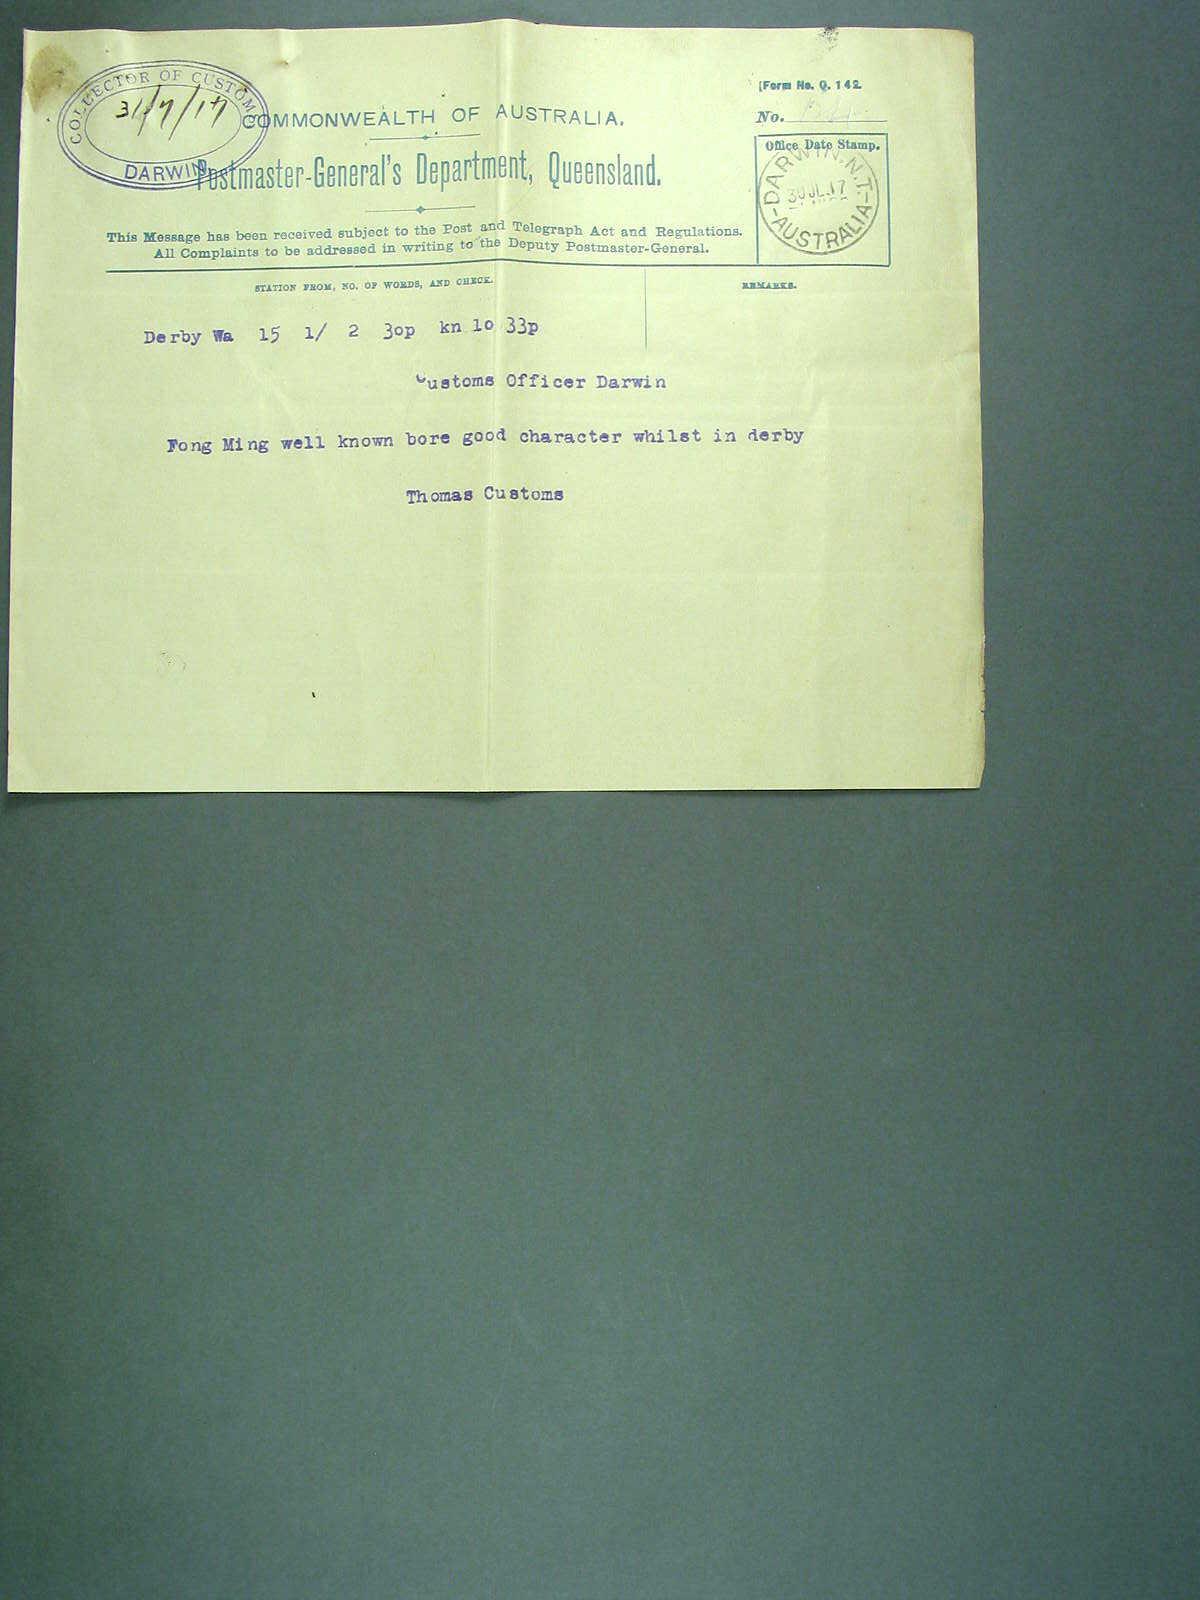 COLLECTOR OF CUSTOMS
31/7/17
DARWIN.
[Form No. Q. 142.
COMMONWEALTH OF AUSTRALIA.
No.
Postmaster-General's Department, Queensland.
Office Date Stamp.
DARWIN.N.T.
30 JL 17
AUSTRALIA
This Message has been received subject to the Post and Telegraph Act and Regulations.
All Complaints to be addressed in writing to the Deputy Postmaster-General.
STATION FROM, NO. OF WORDS, AND CHECK.
REMARKS.
Derby Wa 15 1/ 2 3op kn 1o 33p
Customs Officer Darwin
Fong Ming well known bore good character whilst in derby
Thomas Customs